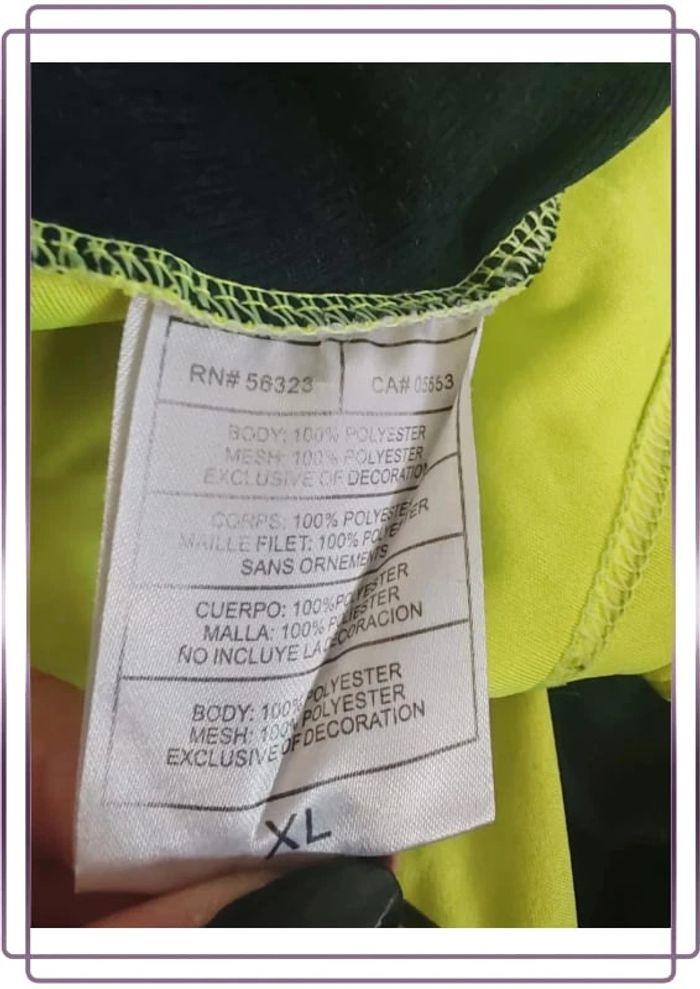 RN# 56323
CA# 05553
BODY: 100% POLYESTER
MESH: 100% POLYESTER
EXCLUSIVE OF DECORATION
CORPS: 100% POLYESTER
MAILLE FILET: 100% POLYESTER
SANS ORNEMENTS
CUERPO: 100%POLYESTER
MALLA: 100% POLYESTER
NO INCLUYE LA DECORACION
BODY: 100% POLYESTER
MESH: 100% POLYESTER
EXCLUSIVE OF DECORATION
XL